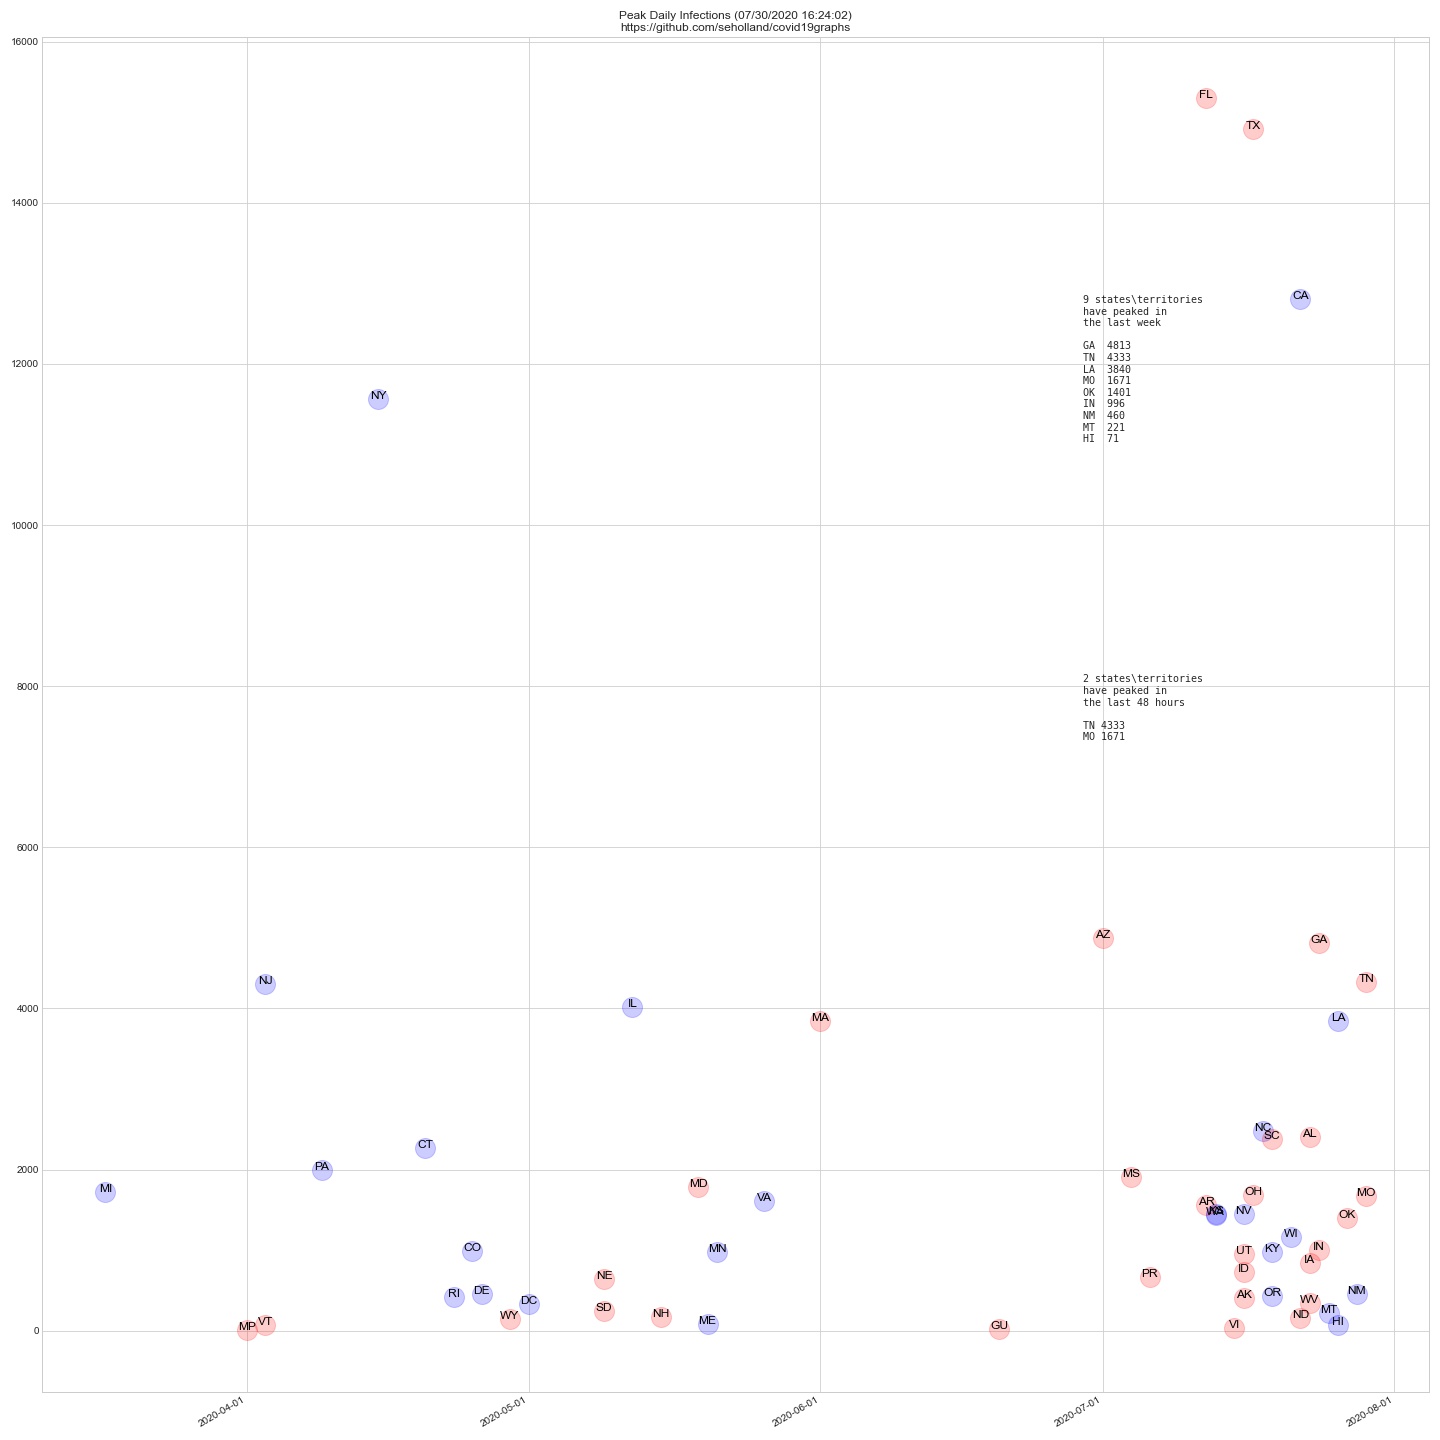 Peak Daily Infections (07/30/2020 16:24:02)
https://github.com/seholland/covid19graphs
16000
FL
TX
14000
CA
9 states\territories
have peaked in
the last week
GA  4813
TN  4333
LA  3840
MO  1671
OK  1401
IN  996
NM  460
MT  221
HI  71
12000
NY
10000
8000
2 states\territories
have peaked in
the last 48 hours
TN 4333
MO 1671
6000
AZ
GA
NJ
TN
IL
4000
MA
LA
NC
SC
AL
CT
PA
2000
MS
MI
MD
VA
OH
MO
AR
NV
OK
WI
CO
MN
UT
KY
IN
IA
NE
PR
ID
RI
DE
DC
AK
OR
NM
WV
SD
WY
NH
ND
MT
MP
VT
ME
GU
VI
HI
0
2020-04-01
2020-05-01
2020-06-01
2020-07-01
2020-08-01